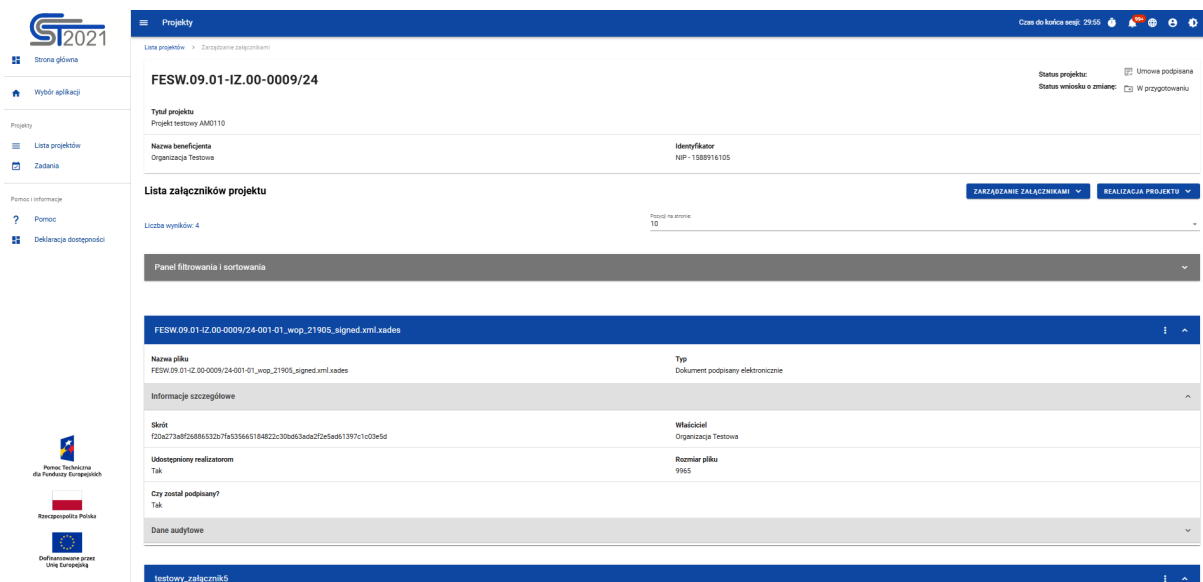 CST2021
Projekty
Czas do końca sesji: 29:55
99+
Strona główna
Wybór aplikacji
Projekty
Lista projektów
Zadania
Pomoc i informacje
Pomoc
Deklaracja dostępności
Pomoc Techniczna
dla Funduszy Europejskich
Rzeczpospolita Polska
Dofinansowane przez
Unię Europejską
Lista projektów > Zarządzanie załącznikami
FESW.09.01-IZ.00-0009/24
Status projektu: Umowa podpisana
Status wniosku o zmianę: W przygotowaniu
Tytuł projektu
Projekt testowy AM0110
Nazwa beneficjenta
Organizacja Testowa
Identyfikator
NIP - 1588916105
Lista załączników projektu
ZARZĄDZANIE ZAŁĄCZNIKAMI
REALIZACJA PROJEKTU
Liczba wyników: 4
Pozycji na stronie:
10
Panel filtrowania i sortowania
FESW.09.01-IZ.00-0009/24-001-01_wop_21905_signed.xml.xades
Nazwa pliku
FESW.09.01-IZ.00-0009/24-001-01_wop_21905_signed.xml.xades
Typ
Dokument podpisany elektronicznie
Informacje szczegółowe
Skrót
f20a273a8f26886532b7fa535665184822c30bd63ada2f2e5ad61397c1c03e5d
Właściciel
Organizacja Testowa
Udostępniony realizatorom
Tak
Rozmiar pliku
9965
Czy został podpisany?
Tak
Dane audytowe
testowy_załącznik5